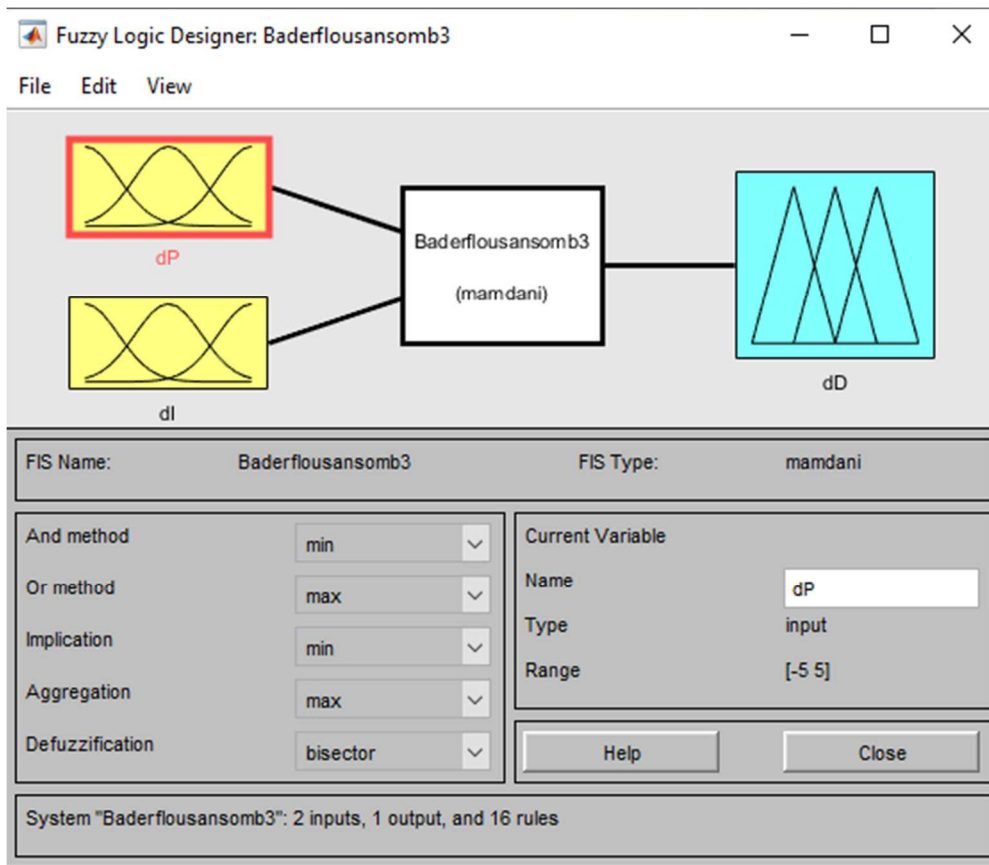 Fuzzy Logic Designer: Baderflousansomb3
File Edit View
dP
dI
Baderflousansomb3
(mamdani)
dD
FIS Name: Baderflousansomb3 FIS Type: mamdani
And method min
Or method max
Implication min
Aggregation max
Defuzzification bisector
Current Variable
Name dP
Type input
Range [-5 5]
Help Close
System "Baderflousansomb3": 2 inputs, 1 output, and 16 rules